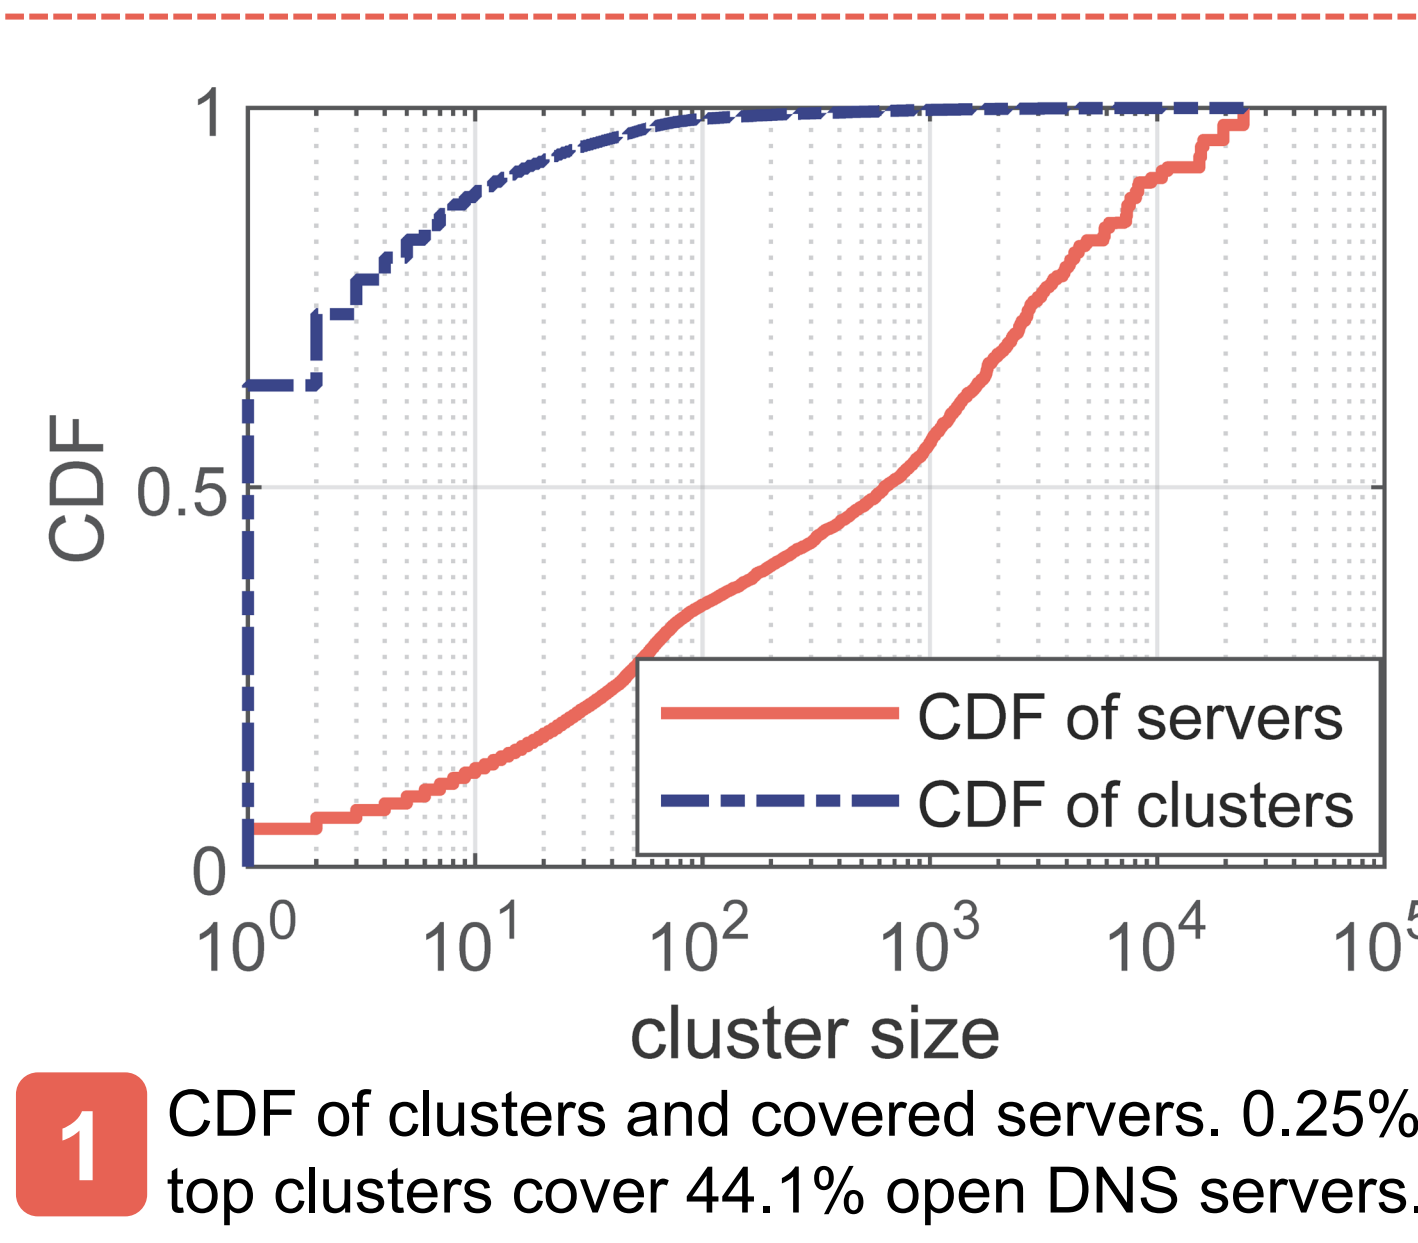 1
0.5
0
CDF
10^0 10^1 10^2 10^3 10^4 10^5
cluster size
CDF of servers
CDF of clusters
1 CDF of clusters and covered servers. 0.25%
top clusters cover 44.1% open DNS servers.